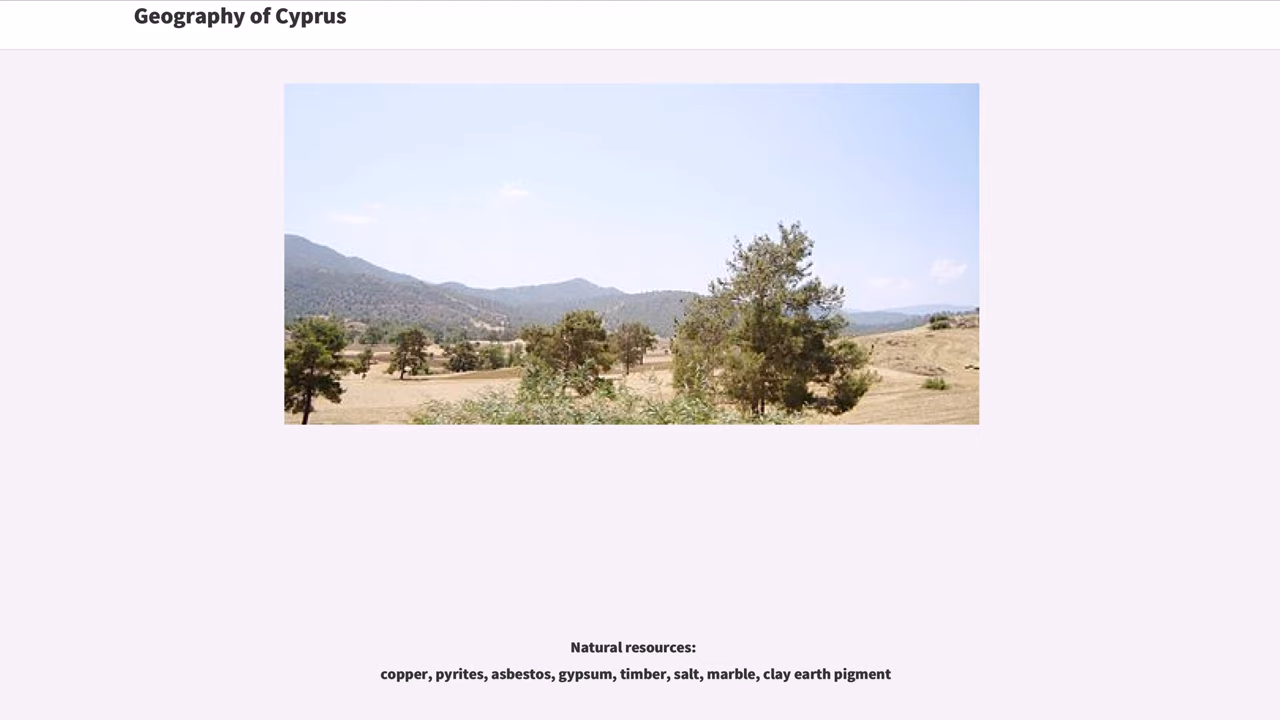 Geography of Cyprus
Natural resources:
copper, pyrites, asbestos, gypsum, timber, salt, marble, clay earth pigment